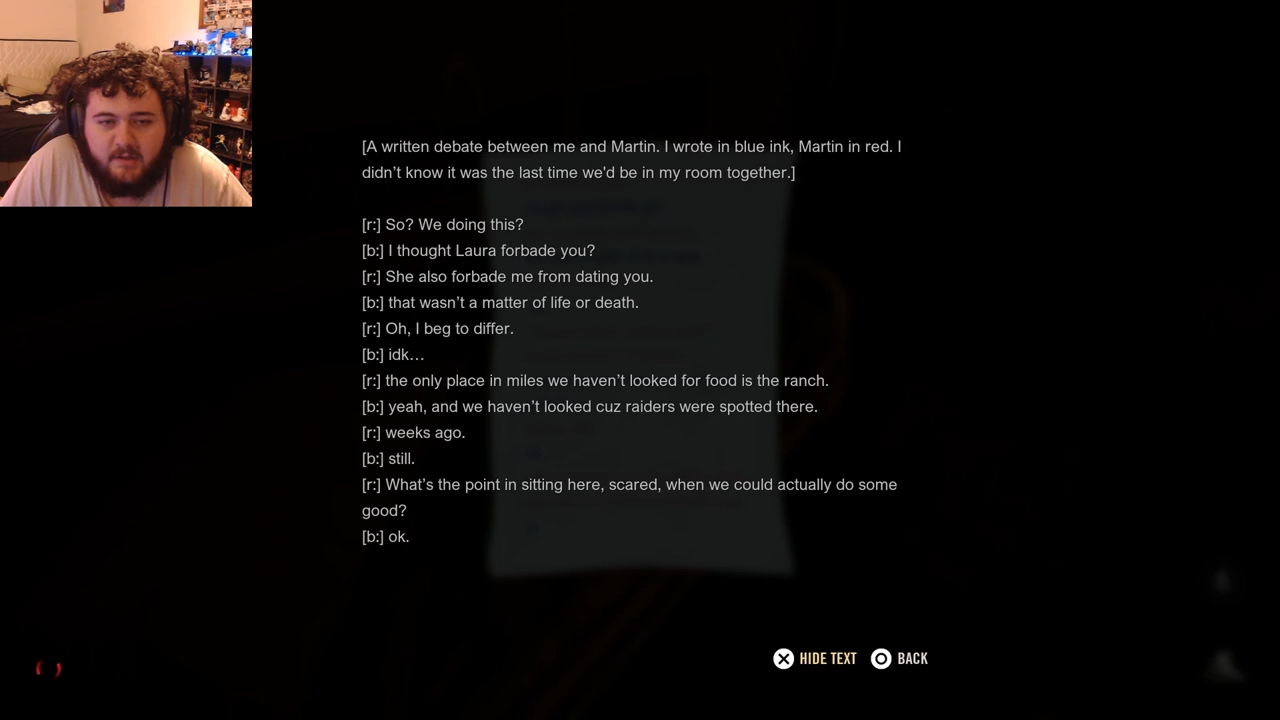 [A written debate between me and Martin. I wrote in blue ink, Martin in red. I
didn't know it was the last time we'd be in my room together.]
[r:] So? We doing this?
[b:] I thought Laura forbade you?
[r:] She also forbade me from dating you.
[b:] that wasn't a matter of life or death.
[r:] Oh, I beg to differ.
[b:] idk…
[r:] the only place in miles we haven't looked for food is the ranch.
[b:] yeah, and we haven't looked cuz raiders were spotted there.
[r:] weeks ago.
[b:] still.
[r:] What's the point in sitting here, scared, when we could actually do some
good?
[b:] ok.
HIDE TEXT BACK